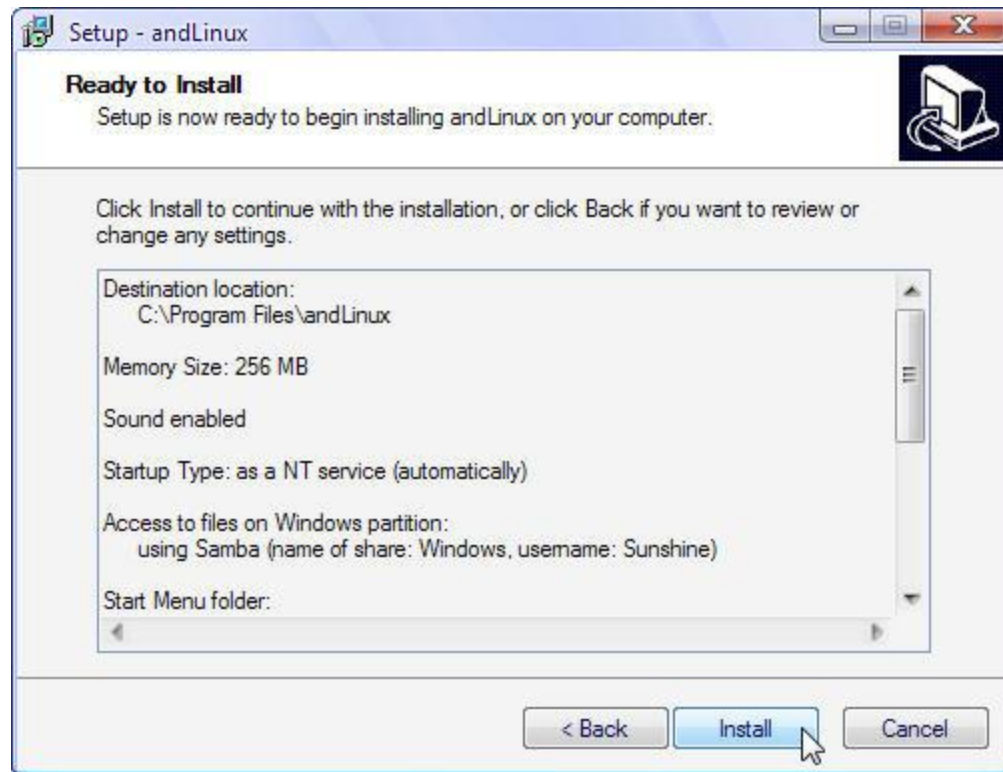 Setup - andLinux
Ready to Install
Setup is now ready to begin installing andLinux on your computer.
Click Install to continue with the installation, or click Back if you want to review or
change any settings.
Destination location:
C:\Program Files\andLinux
Memory Size: 256 MB
Sound enabled
Startup Type: as a NT service (automatically)
Access to files on Windows partition:
using Samba (name of share: Windows, username: Sunshine)
Start Menu folder:
< Back Install Cancel